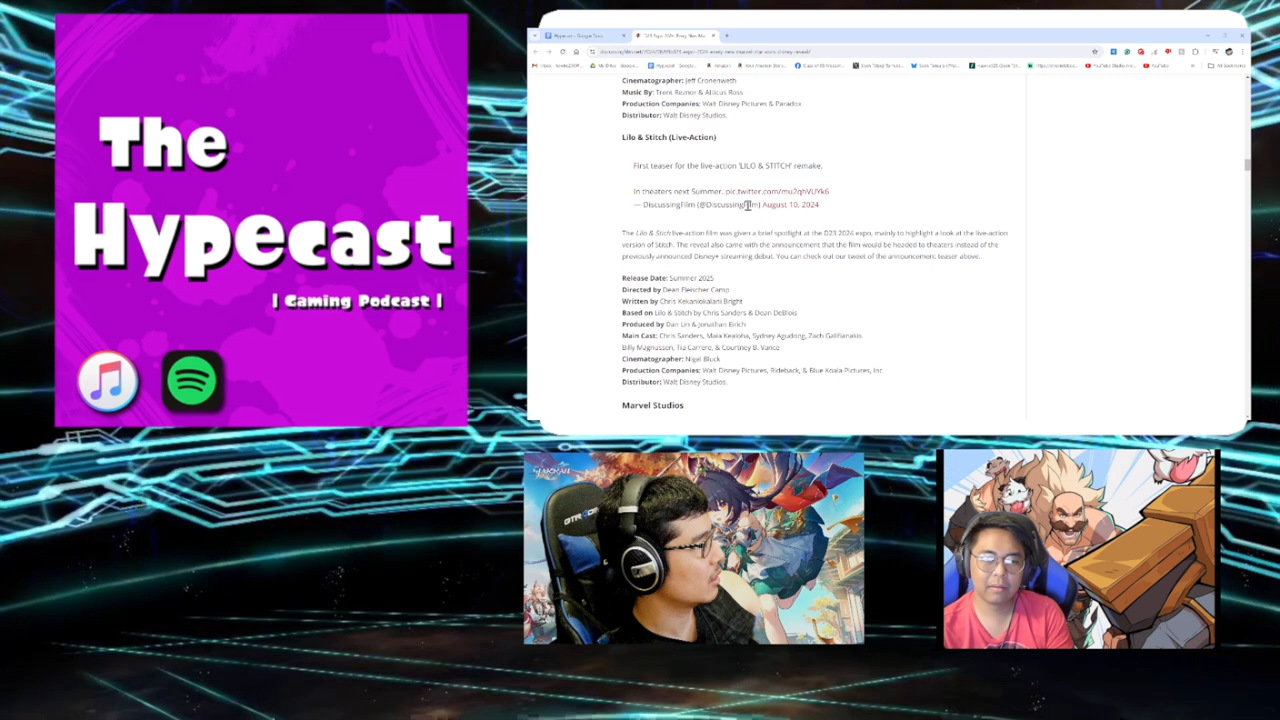 The
Hypecast
| Gaming Podcast |
Cinematographer: Jeff Cronenweth
Music By: Trent Reznor & Atticus Ross
Production Companies: Walt Disney Pictures & Paradox
Distributor: Walt Disney Studios.
Lilo & Stitch (Live-Action)
First teaser for the live-action 'LILO & STITCH' remake.
In theaters next Summer. pic.twitter.com/mu2qhVUYk6
— DiscussingFilm (@DiscussingFilm) August 10, 2024
The Lilo & Stitch live-action film was given a brief spotlight at the D23 2024 expo, mainly to highlight a look at the live-action
version of Stitch. The reveal also came with the announcement that the film would be headed to theaters instead of the
previously announced Disney+ streaming debut. You can check out our tweet of the announcement teaser above.
Release Date: Summer 2025
Directed by Dean Fleischer Camp
Written by Chris Kekaniokalani Bright
Based on Lilo & Stitch by Chris Sanders & Dean DeBlois
Produced by Dan Lin & Jonathan Eirich
Main Cast: Chris Sanders, Maia Kealoha, Sydney Agudong, Zach Galifianakis
Billy Magnussen, Tia Carrere, & Courtney B. Vance
Cinematographer: Nigel Bluck
Production Companies: Walt Disney Pictures, Rideback, & Blue Koala Pictures, Inc
Distributor: Walt Disney Studios.
Marvel Studios